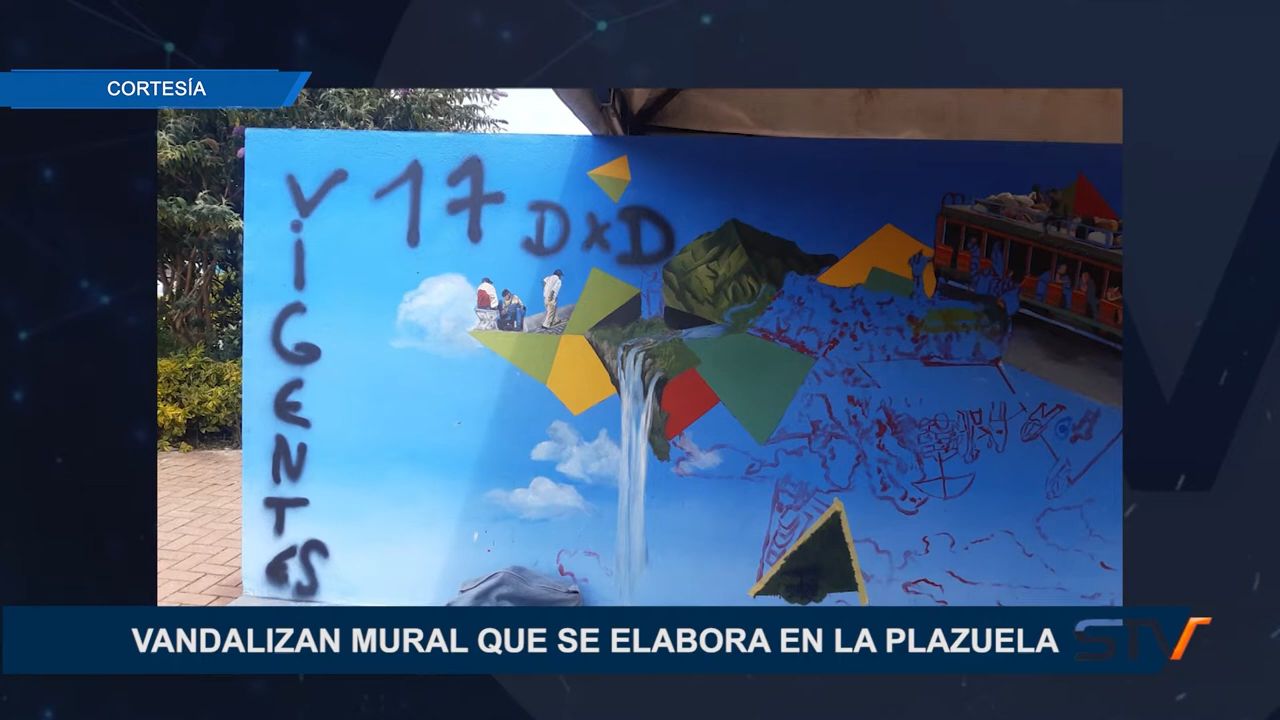 CORTESÍA
17 DXD
ViGENTES
VANDALIZAN MURAL QUE SE ELABORA EN LA PLAZUELA
STV